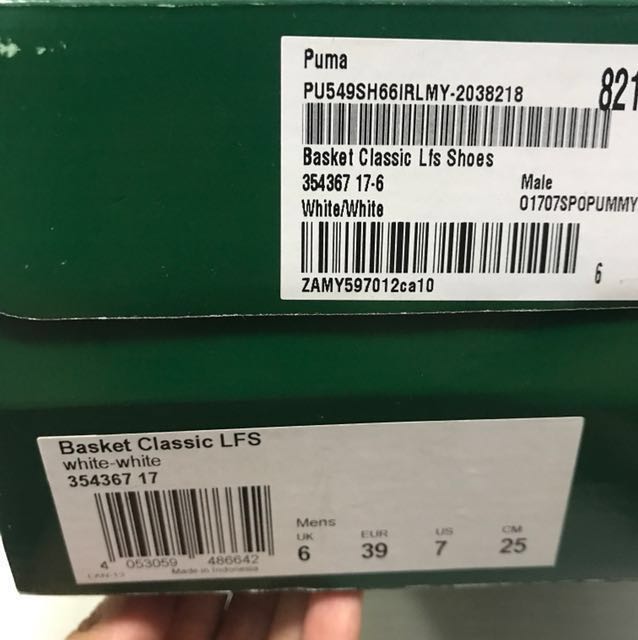 Puma
821
PU549SH66IRLMY-2038218
Basket Classic Lfs Shoes
354367 17-6 Male
White/White 01707SPOPUMMY
6
ZAMY597012ca10
Basket Classic LFS
white-white
354367 17
Mens
UK EUR US CM
6 39 7 25
4 053059 486642
EAN-13 Made in Indonesia